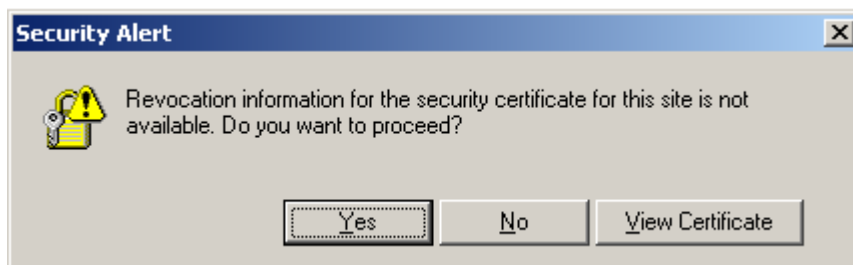 Security Alert
Revocation information for the security certificate for this site is not
available. Do you want to proceed?
Yes No View Certificate